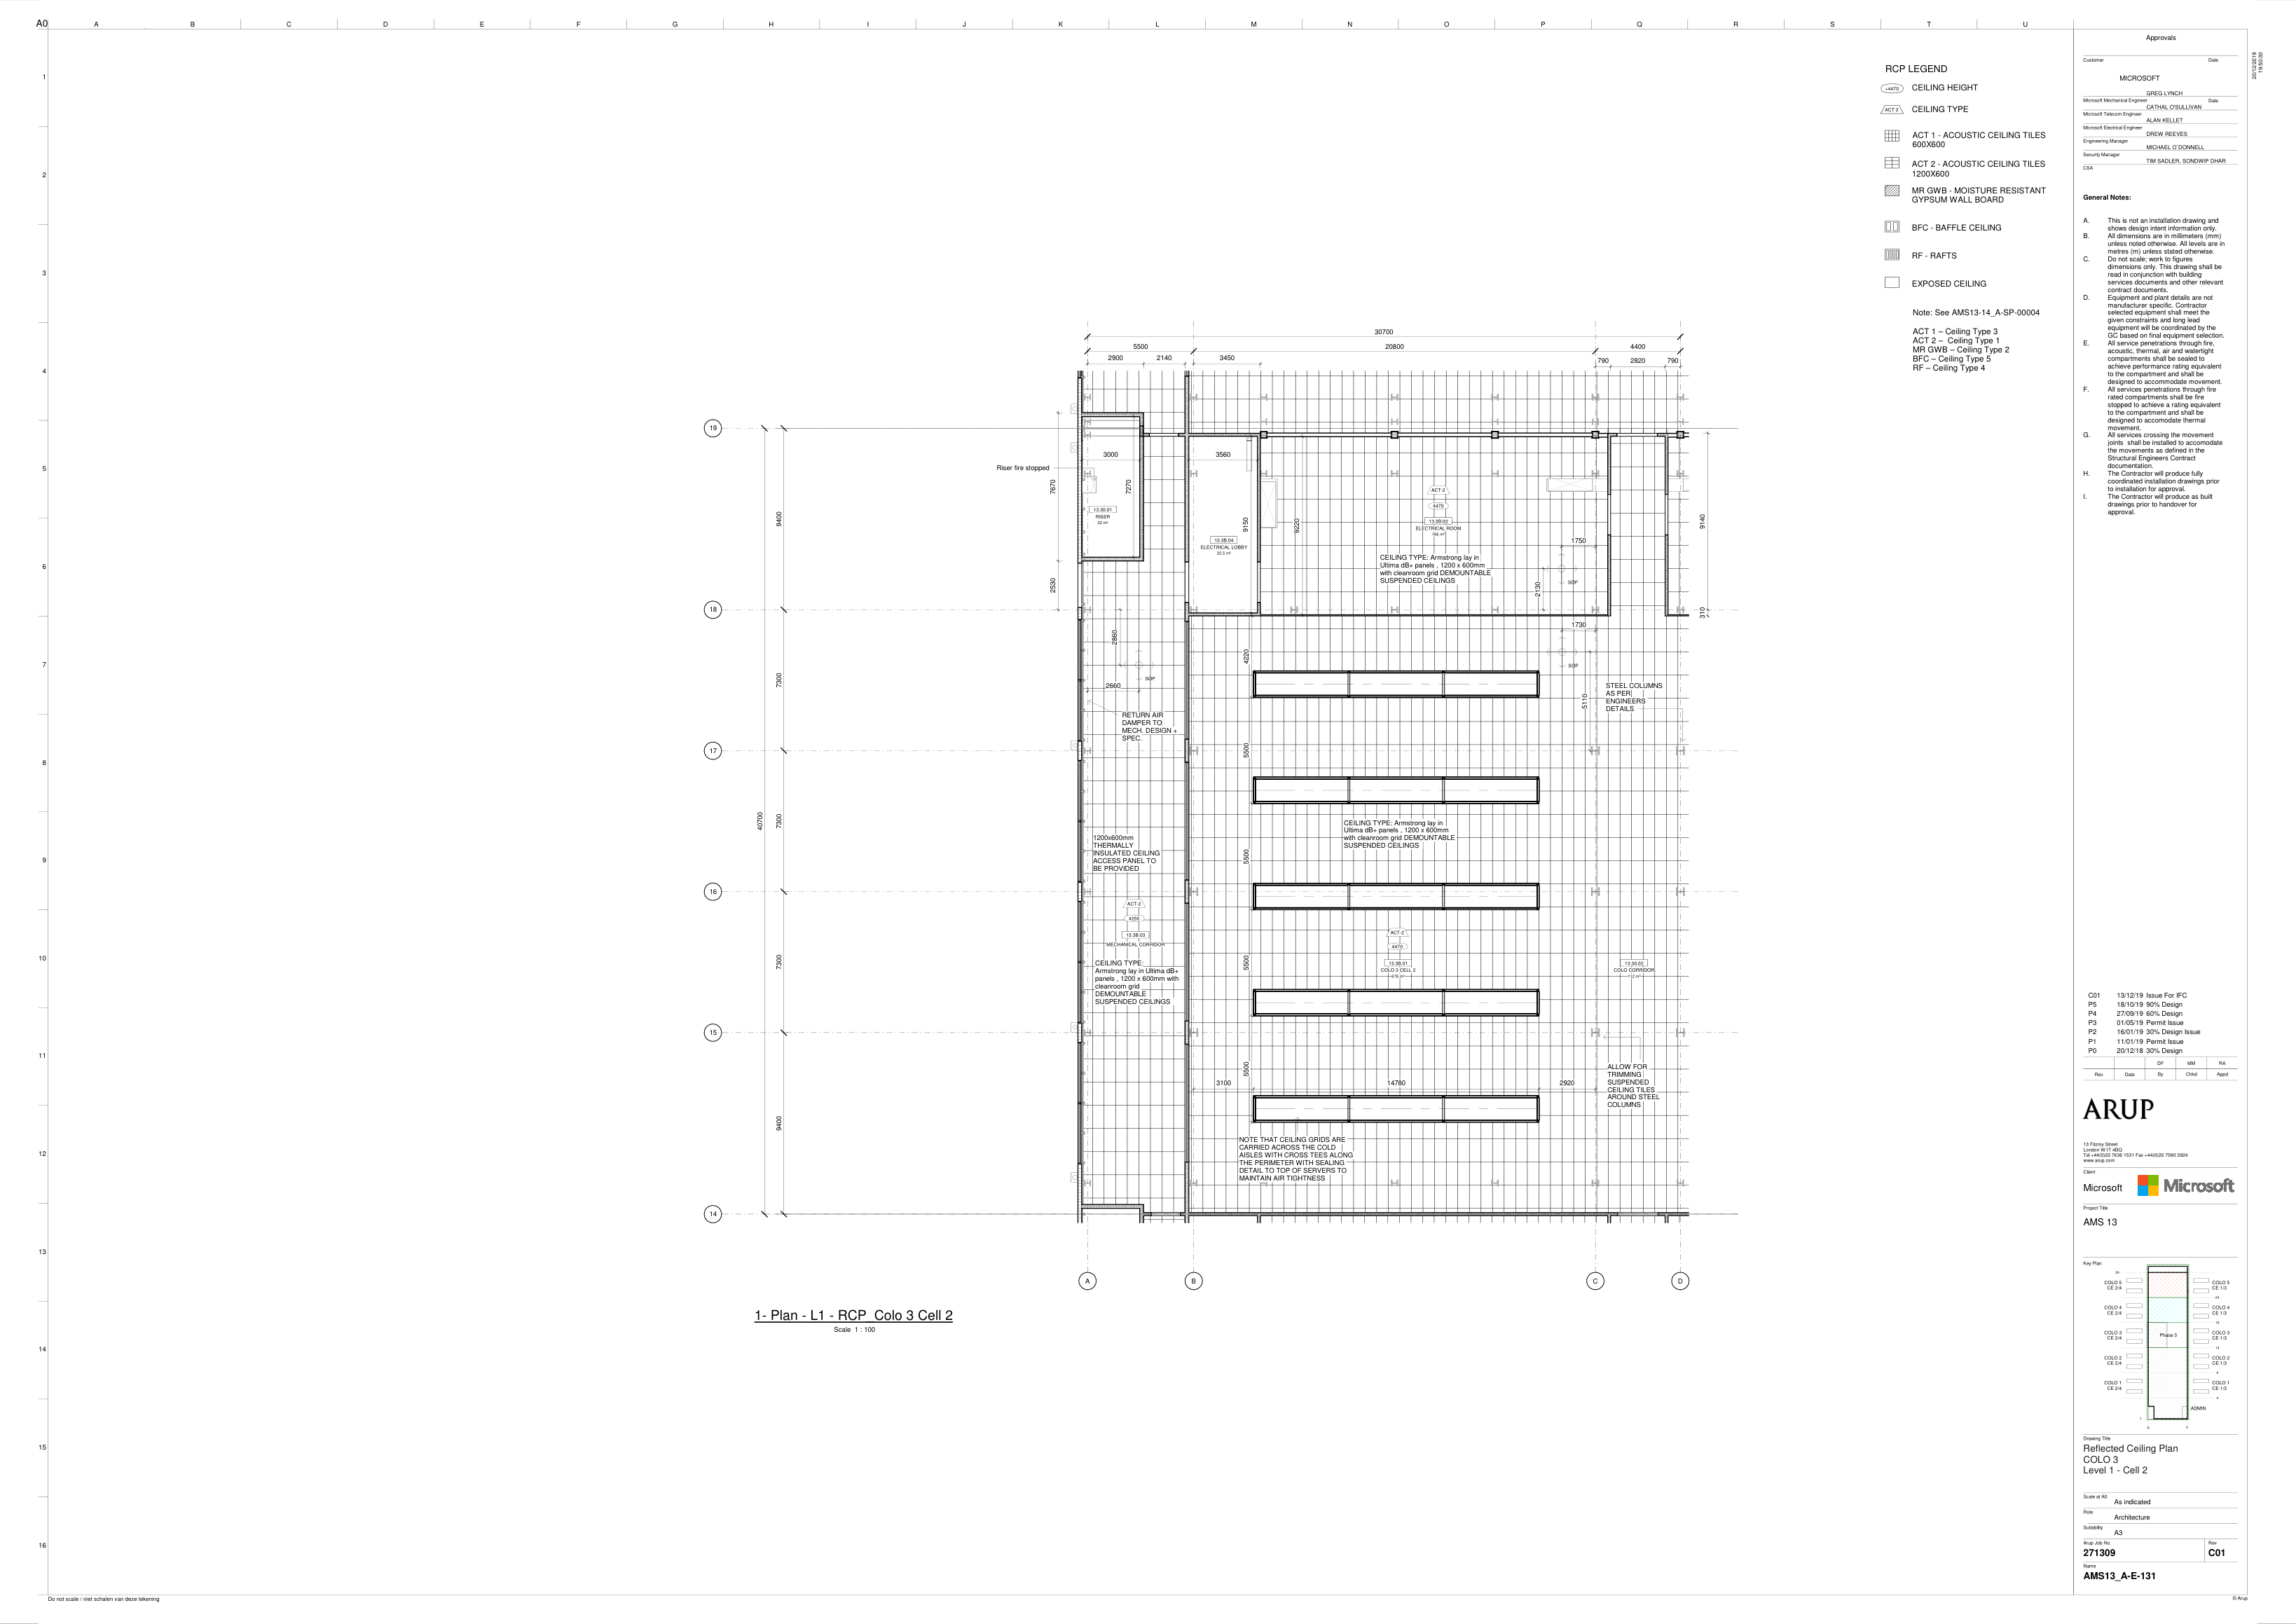 A0
A B C D E F G H I J K L M N O P Q R S T U
1
2
3
4
5
6
7
8
9
10
11
12
13
14
15
16
RCP LEGEND
+4470 CEILING HEIGHT
ACT 2 CEILING TYPE
ACT 1 - ACOUSTIC CEILING TILES
600X600
ACT 2 - ACOUSTIC CEILING TILES
1200X600
MR GWB - MOISTURE RESISTANT
GYPSUM WALL BOARD
BFC - BAFFLE CEILING
RF - RAFTS
EXPOSED CEILING
Note: See AMS13-14_A-SP-00004
ACT 1 – Ceiling Type 3
ACT 2 – Ceiling Type 1
MR GWB – Ceiling Type 2
BFC – Ceiling Type 5
RF – Ceiling Type 4
30700
5500 20800 4400
2900 2140 3450 790 2820 790
19
18
17
16
15
14
40700
9400
7300
7300
7300
9400
7670
2530
Riser fire stopped
3000
7270
13.30.01
RISER
3560
9150
13.3B.04
ELECTRICAL LOBBY
32.5 m²
9220
ACT-2
4470
13.3B.02
ELECTRICAL ROOM
CEILING TYPE: Armstrong lay in
Ultima dB+ panels , 1200 x 600mm
with cleanroom grid DEMOUNTABLE
SUSPENDED CEILINGS
1750
2130
SOP
9140
310
1730
SOP
5110
2860
2660
SOP
RETURN AIR
DAMPER TO
MECH. DESIGN +
SPEC.
4220
5500
5500
5500
5500
STEEL COLUMNS
AS PER
ENGINEERS
DETAILS
1200x600mm
THERMALLY
INSULATED CEILING
ACCESS PANEL TO
BE PROVIDED
CEILING TYPE: Armstrong lay in
Ultima dB+ panels , 1200 x 600mm
with cleanroom grid DEMOUNTABLE
SUSPENDED CEILINGS
ACT-2
4250
13.3B.03
MECHANICAL CORRIDOR
CEILING TYPE:
Armstrong lay in Ultima dB+
panels , 1200 x 600mm with
cleanroom grid
DEMOUNTABLE
SUSPENDED CEILINGS
ACT-2
4470
13.3B.01
COLO 3 CELL 2
13.30.02
COLO CORRIDOR
3100 14780 2920
ALLOW FOR
TRIMMING
SUSPENDED
CEILING TILES
AROUND STEEL
COLUMNS
NOTE THAT CEILING GRIDS ARE
CARRIED ACROSS THE COLD
AISLES WITH CROSS TEES ALONG
THE PERIMETER WITH SEALING
DETAIL TO TOP OF SERVERS TO
MAINTAIN AIR TIGHTNESS
A B C D
1- Plan - L1 - RCP_Colo 3 Cell 2
Scale 1 : 100
Do not scale / niet schalen van deze tekening
20/12/2019
19:50:30
Approvals
Customer Date
MICROSOFT
GREG LYNCH
Microsoft Mechanical Engineer Date
CATHAL O'SULLIVAN
Microsoft Telecom Engineer
ALAN KELLET
Microsoft Electrical Engineer
DREW REEVES
Engineering Manager
MICHAEL O'DONNELL
Security Manager
TIM SADLER, SONDWIP DHAR
CSA
General Notes:
A. This is not an installation drawing and
shows design intent information only.
B. All dimensions are in millimeters (mm)
unless noted otherwise. All levels are in
metres (m) unless stated otherwise.
C. Do not scale; work to figures
dimensions only. This drawing shall be
read in conjunction with building
services documents and other relevant
contract documents.
D. Equipment and plant details are not
manufacturer specific. Contractor
selected equipment shall meet the
given constraints and long lead
equipment will be coordinated by the
GC based on final equipment selection.
E. All service penetrations through fire,
acoustic, thermal, air and watertight
compartments shall be sealed to
achieve performance rating equivalent
to the compartment and shall be
designed to accommodate movement.
F. All services penetrations through fire
rated compartments shall be fire
stopped to achieve a rating equivalent
to the compartment and shall be
designed to accomodate thermal
movement.
G. All services crossing the movement
joints shall be installed to accomodate
the movements as defined in the
Structural Engineers Contract
documentation.
H. The Contractor will produce fully
coordinated installation drawings prior
to installation for approval.
I. The Contractor will produce as built
drawings prior to handover for
approval.
C01 13/12/19 Issue For IFC
P5 18/10/19 90% Design
P4 27/09/19 60% Design
P3 01/05/19 Permit Issue
P2 16/01/19 30% Design Issue
P1 11/01/19 Permit Issue
P0 20/12/18 30% Design
DF MM RA
Rev Date By Chkd Appd
ARUP
13 Fitzroy Street
London W1T 4BQ
Tel +44(0)20 7636 1531 Fax +44(0)20 7580 3924
www.arup.com
Client
Microsoft Microsoft
Project Title
AMS 13
Key Plan
COLO 5
CE 2/4
COLO 5
CE 1/3
COLO 4
CE 2/4
COLO 4
CE 1/3
COLO 3
CE 2/4
Phase 3
COLO 3
CE 1/3
COLO 2
CE 2/4
COLO 2
CE 1/3
COLO 1
CE 2/4
COLO 1
CE 1/3
ADMIN
Drawing Title
Reflected Ceiling Plan
COLO 3
Level 1 - Cell 2
Scale at A0
As indicated
Role
Architecture
Suitability
A3
Arup Job No Rev
271309 C01
Name
AMS13_A-E-131
© Arup